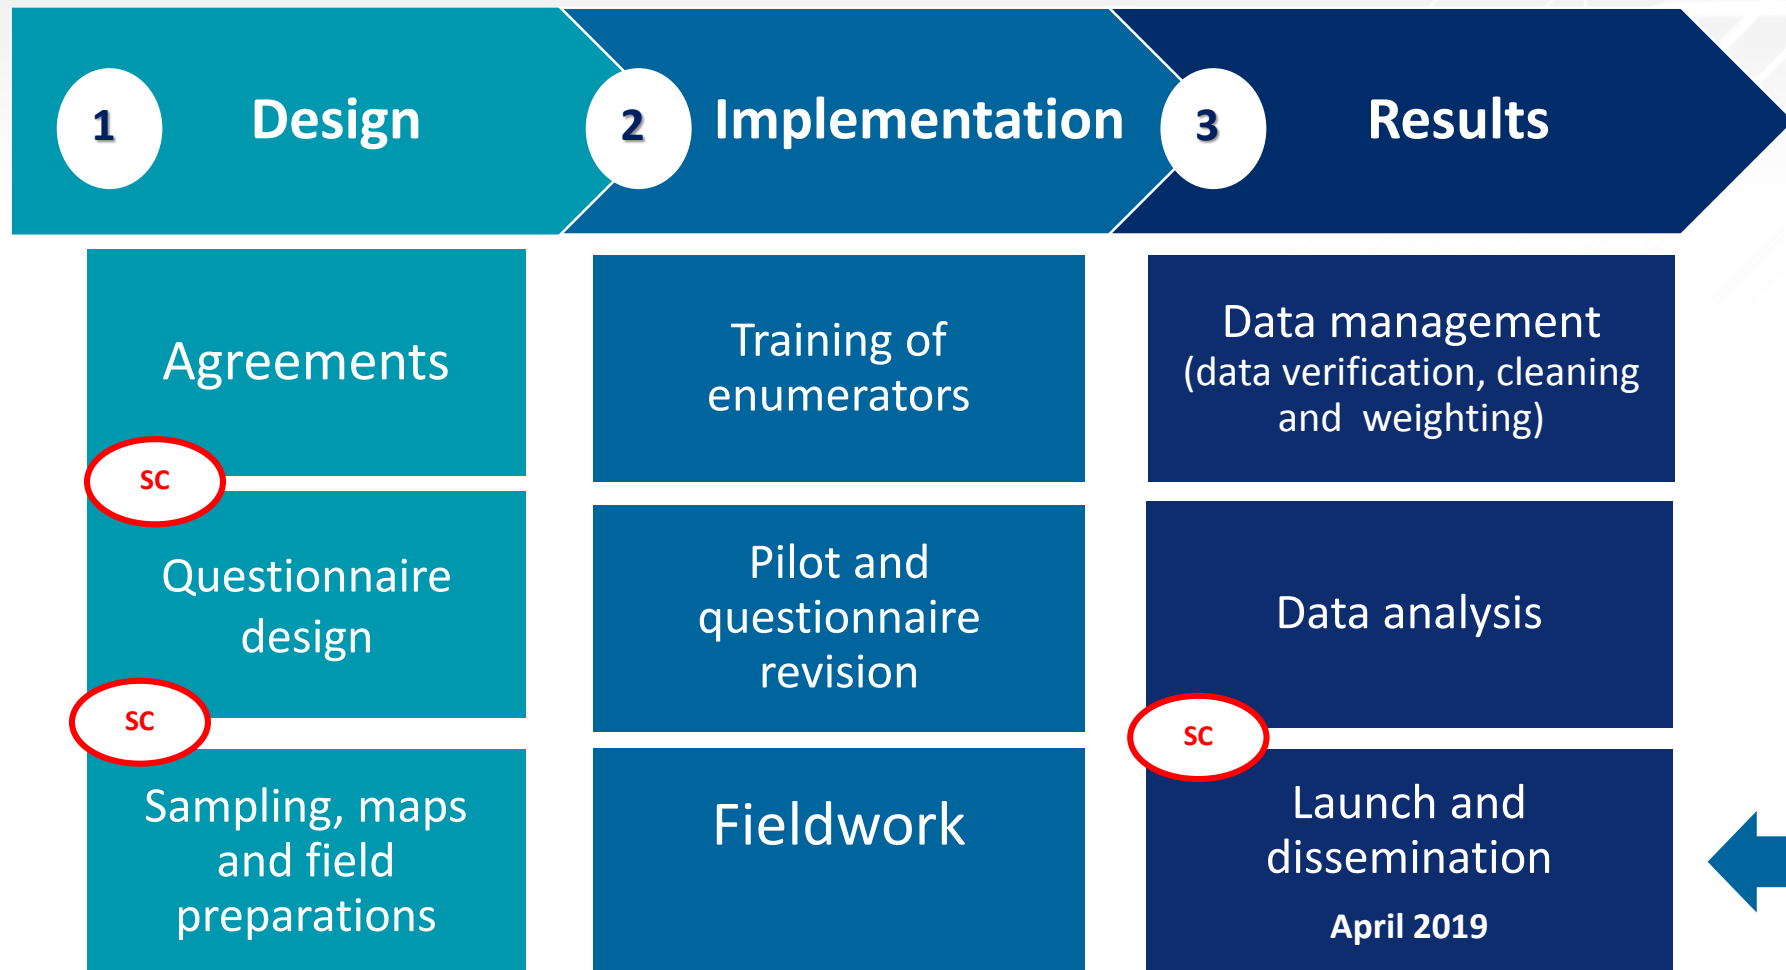 1
Design
2
Implementation
3
Results
Agreements
SC
Questionnaire
design
SC
Sampling, maps
and field
preparations
Training of
enumerators
Pilot and
questionnaire
revision
Fieldwork
Data management
(data verification, cleaning
and weighting)
Data analysis
SC
Launch and
dissemination
April 2019